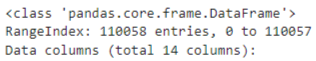 <class 'pandas.core.frame.DataFrame'>
RangeIndex: 110058 entries, 0 to 110057
Data columns (total 14 columns):